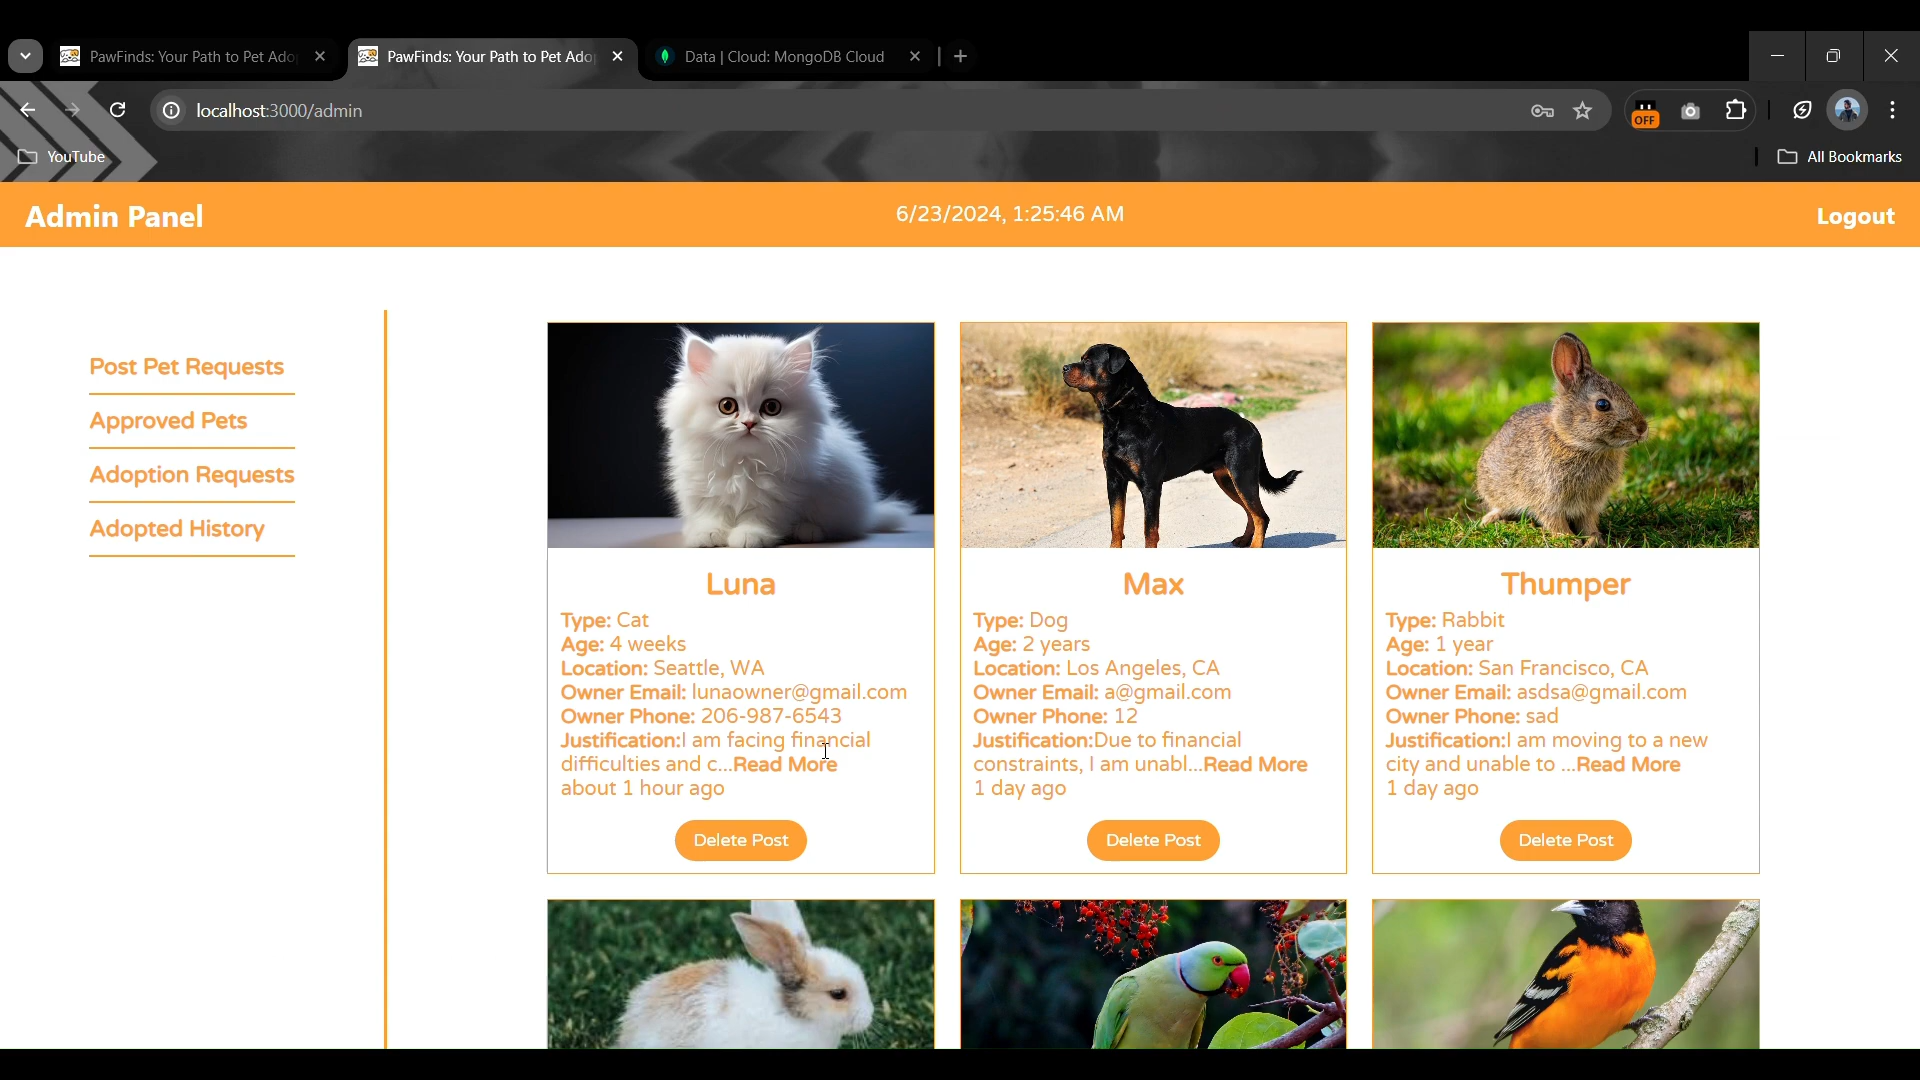 PawFinds: Your Path to Pet Ado
PawFinds: Your Path to Pet Ado
Data | Cloud: MongoDB Cloud
localhost:3000/admin
OFF
YouTube
All Bookmarks
Admin Panel
6/23/2024, 1:25:46 AM
Logout
Post Pet Requests
Approved Pets
Adoption Requests
Adopted History
Luna
Type: Cat
Age: 4 weeks
Location: Seattle, WA
Owner Email: lunaowner@gmail.com
Owner Phone: 206-987-6543
Justification:I am facing financial
difficulties and c...Read More
about 1 hour ago
Delete Post
Max
Type: Dog
Age: 2 years
Location: Los Angeles, CA
Owner Email: a@gmail.com
Owner Phone: 12
Justification:Due to financial
constraints, I am unabl...Read More
1 day ago
Delete Post
Thumper
Type: Rabbit
Age: 1 year
Location: San Francisco, CA
Owner Email: asdsa@gmail.com
Owner Phone: sad
Justification:I am moving to a new
city and unable to ...Read More
1 day ago
Delete Post